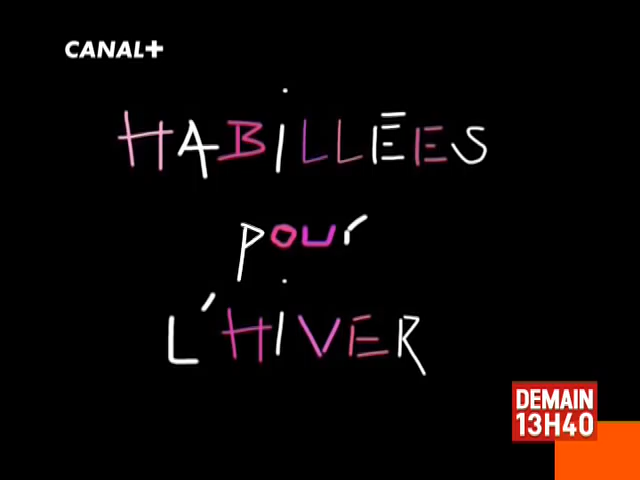 CANAL+
HABiLLÉES
pour
L'HiVER
DEMAIN
13H40